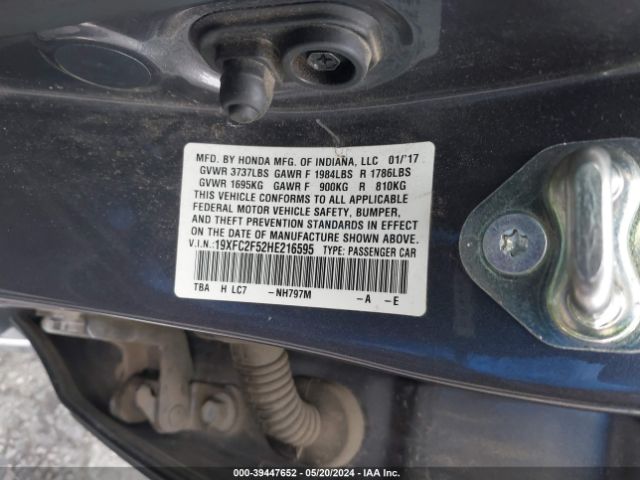 MFD. BY HONDA MFG. OF INDIANA, LLC 01/'17
GVWR 3737LBS GAWR F 1984LBS R 1786LBS
GVWR 1695KG GAWR F 900KG R 810KG
THIS VEHICLE CONFORMS TO ALL APPLICABLE
FEDERAL MOTOR VEHICLE SAFETY, BUMPER,
AND THEFT PREVENTION STANDARDS IN EFFECT
ON THE DATE OF MANUFACTURE SHOWN ABOVE.
V.I.N.:19XFC2F52HE216595 TYPE: PASSENGER CAR
TBA H LC7 -NH797M -A -E
000-39447652 - 05/20/2024 - IAA Inc.